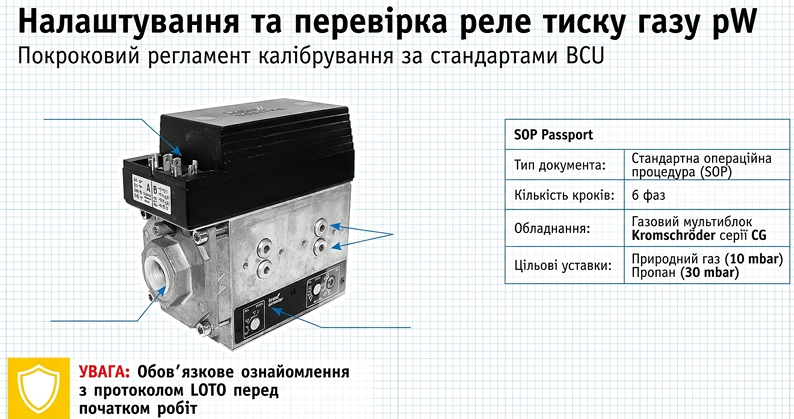 Налаштування та перевірка реле тиску газу pW
Покроковий регламент калібрування за стандартами BCU
SOP Passport
Тип документа: Стандартна операційна процедура (SOP)
Кількість кроків: 6 фаз
Обладнання: Газовий мультиблок Kromschröder серії CG
Цільові уставки: Природний газ (10 mbar) Пропан (30 mbar)
A B
УВАГА: Обов'язкове ознайомлення
з протоколом LOTO перед
початком робіт